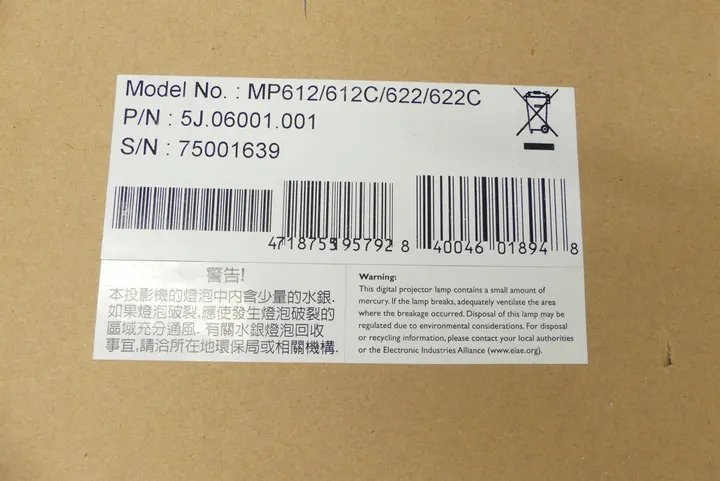 Model No. : MP612/612C/622/622C
P/N : 5J.06001.001
S/N : 75001639
4718755195792 8 40046 01894 8
警告!
本投影機的燈泡中內含少量的水銀.
如果燈泡破裂,應使發生燈泡破裂的
區域充分通風. 有關水銀燈泡回收
事宜,請洽所在地環保局或相關機構.
Warning:
This digital projector lamp contains a small amount of
mercury. If the lamp breaks, adequately ventilate the area
where the breakage occurred. Disposal of this lamp may be
regulated due to environmental considerations. For disposal
or recycling information, please contact your local authorities
or the Electronic Industries Alliance (www.eiae.org).